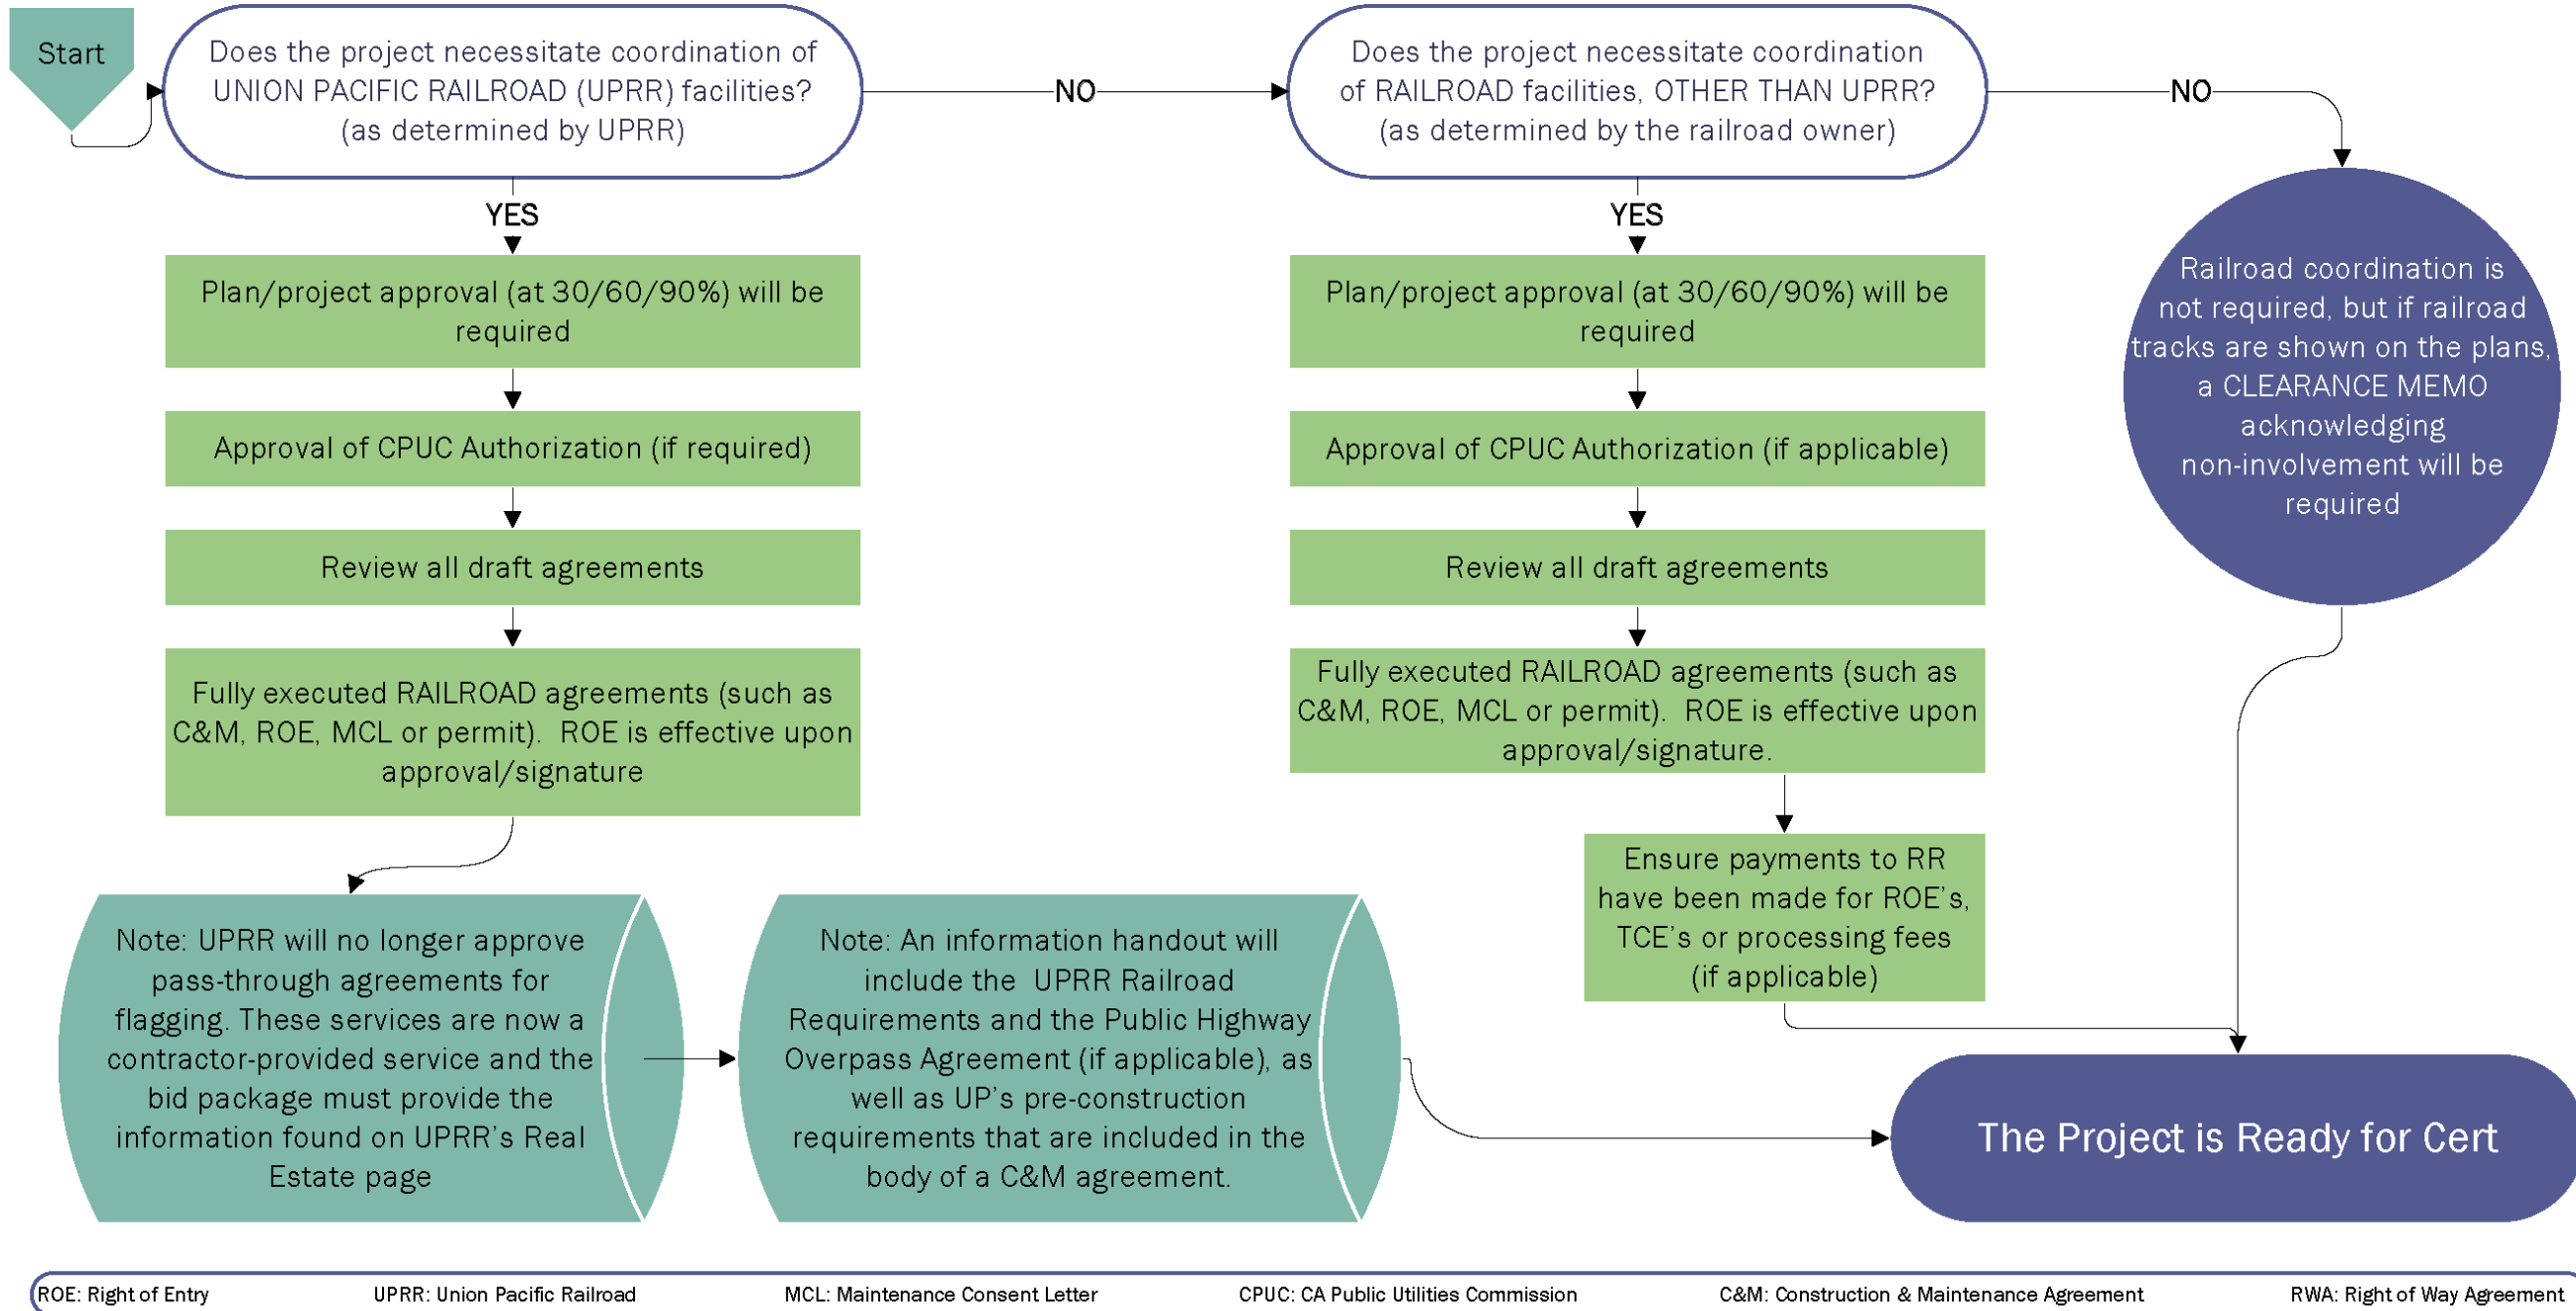 Start
Does the project necessitate coordination of
UNION PACIFIC RAILROAD (UPRR) facilities?
(as determined by UPRR)
NO
Does the project necessitate coordination
of RAILROAD facilities, OTHER THAN UPRR?
(as determined by the railroad owner)
NO
YES
Plan/project approval (at 30/60/90%) will be
required
Approval of CPUC Authorization (if required)
Review all draft agreements
Fully executed RAILROAD agreements (such as
C&M, ROE, MCL or permit).  ROE is effective upon
approval/signature
YES
Plan/project approval (at 30/60/90%) will be
required
Approval of CPUC Authorization (if applicable)
Review all draft agreements
Fully executed RAILROAD agreements (such as
C&M, ROE, MCL or permit).  ROE is effective upon
approval/signature.
Ensure payments to RR
have been made for ROE's,
TCE's or processing fees
(if applicable)
Railroad coordination is
not required, but if railroad
tracks are shown on the plans,
a CLEARANCE MEMO
acknowledging
non-involvement will be
required
Note: UPRR will no longer approve
pass-through agreements for
flagging. These services are now a
contractor-provided service and the
bid package must provide the
information found on UPRR's Real
Estate page
Note: An information handout will
include the  UPRR Railroad
Requirements and the Public Highway
Overpass Agreement (if applicable), as
well as UP's pre-construction
requirements that are included in the
body of a C&M agreement.
The Project is Ready for Cert
ROE: Right of Entry
UPRR: Union Pacific Railroad
MCL: Maintenance Consent Letter
CPUC: CA Public Utilities Commission
C&M: Construction & Maintenance Agreement
RWA: Right of Way Agreement